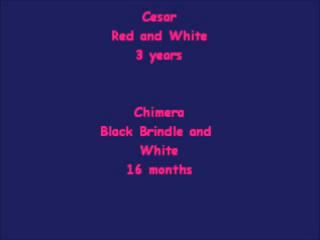 Cesar
Red and White
3 years
Chimera
Black Brindle and
White
16 months